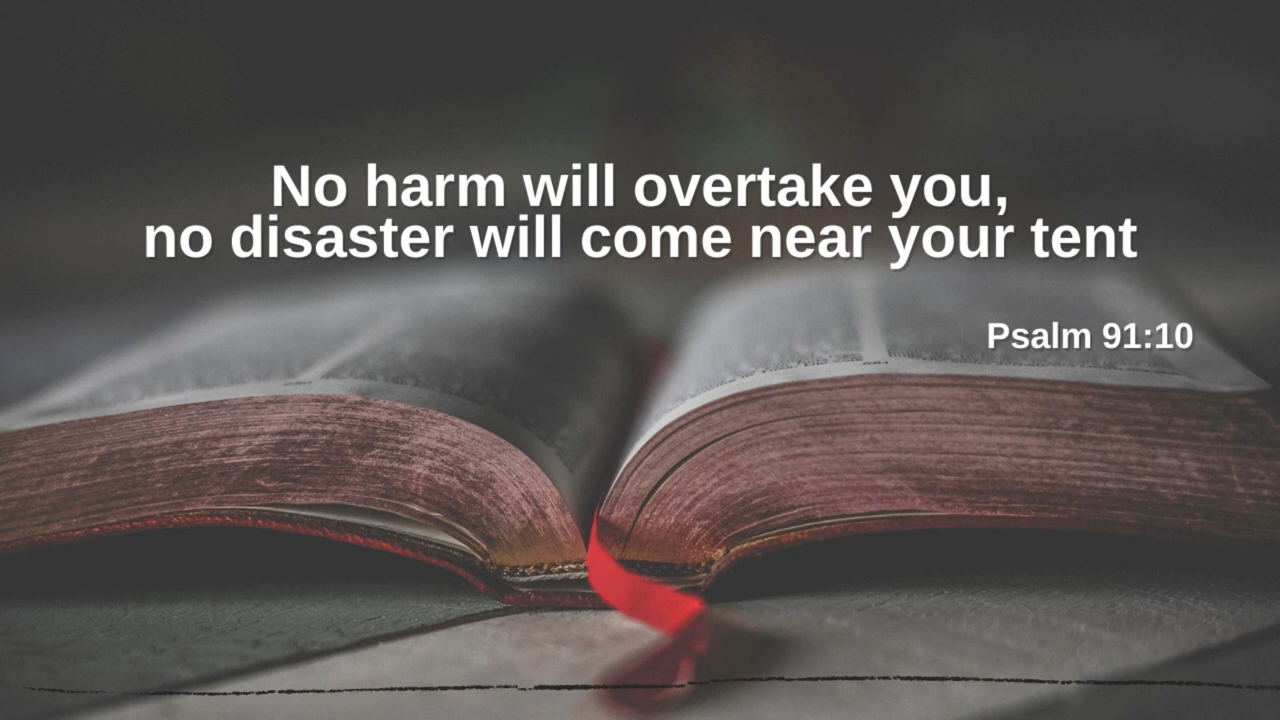 No harm will overtake you,
no disaster will come near your tent
Psalm 91:10